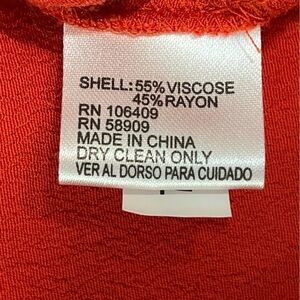 SHELL: 55% VISCOSE
45% RAYON
RN 106409
RN 58909
MADE IN CHINA
DRY CLEAN ONLY
VER AL DORSO PARA CUIDADO